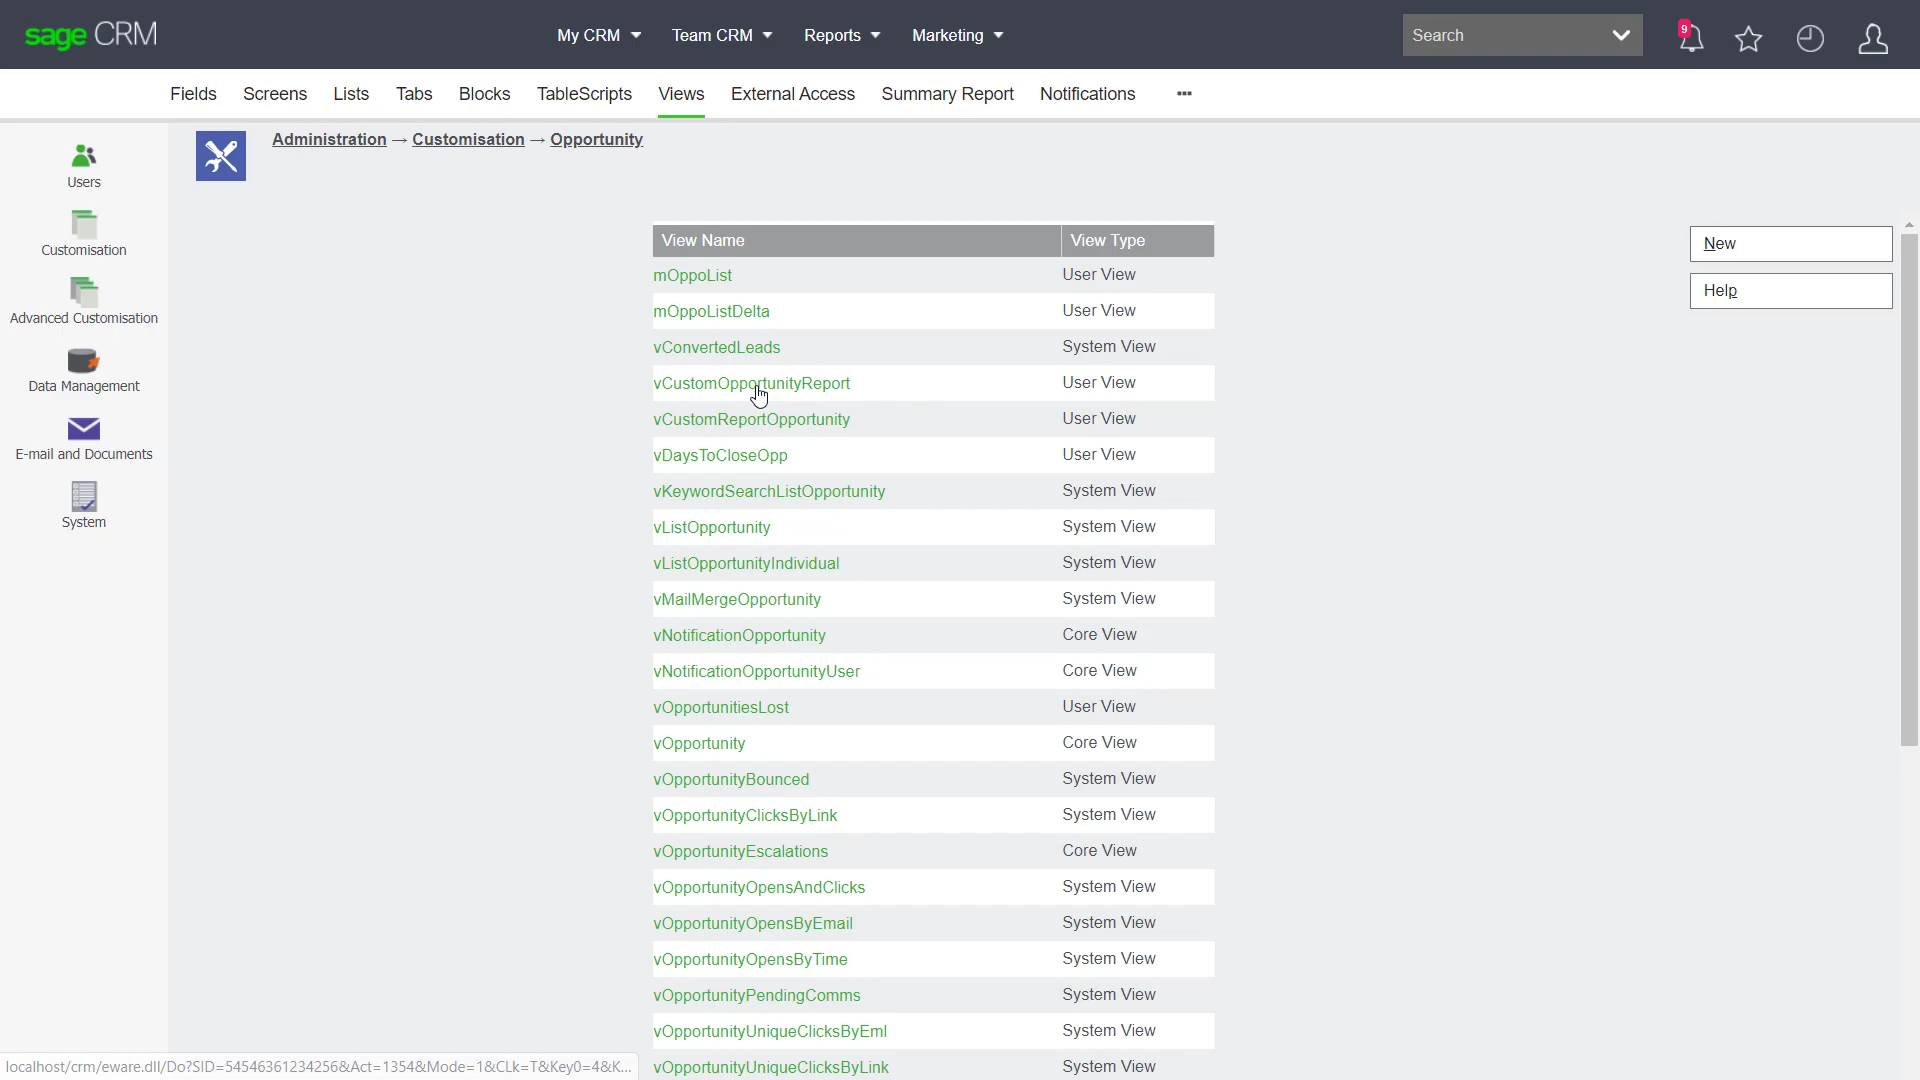 sage CRM
My CRM Team CRM Reports Marketing
Search
9
Fields Screens Lists Tabs Blocks TableScripts Views External Access Summary Report Notifications
Administration → Customisation → Opportunity
Users
Customisation
Advanced Customisation
Data Management
E-mail and Documents
System
View Name View Type
mOppoList User View
mOppoListDelta User View
vConvertedLeads System View
vCustomOpportunityReport User View
vCustomReportOpportunity User View
vDaysToCloseOpp User View
vKeywordSearchListOpportunity System View
vListOpportunity System View
vListOpportunityIndividual System View
vMailMergeOpportunity System View
vNotificationOpportunity Core View
vNotificationOpportunityUser Core View
vOpportunitiesLost User View
vOpportunity Core View
vOpportunityBounced System View
vOpportunityClicksByLink System View
vOpportunityEscalations Core View
vOpportunityOpensAndClicks System View
vOpportunityOpensByEmail System View
vOpportunityOpensByTime System View
vOpportunityPendingComms System View
vOpportunityUniqueClicksByEml System View
vOpportunityUniqueClicksByLink System View
New
Help
localhost/crm/eware.dll/Do?SID=54546361234256&Act=1354&Mode=1&CLk=T&Key0=4&K...